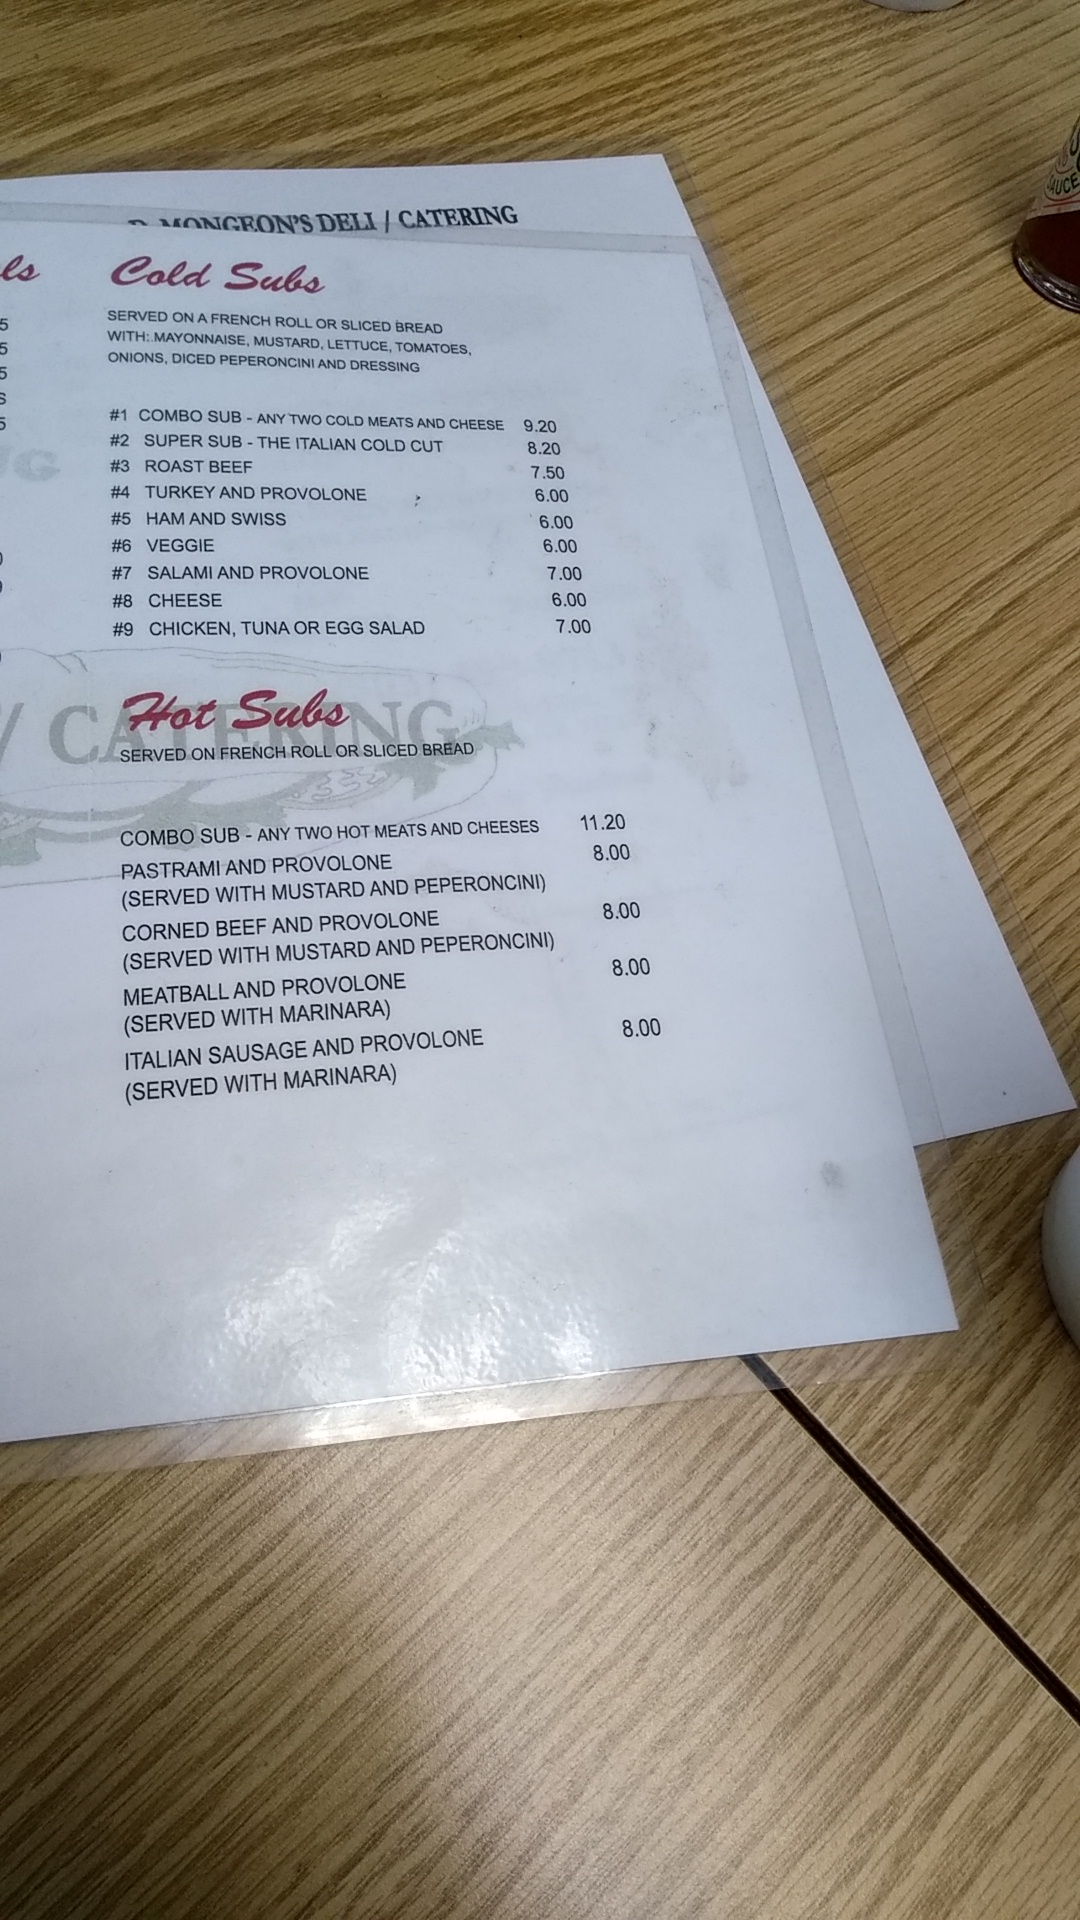 MONGEON'S DELI / CATERING
ls
Cold Subs
SERVED ON A FRENCH ROLL OR SLICED BREAD
WITH: MAYONNAISE, MUSTARD, LETTUCE, TOMATOES,
ONIONS, DICED PEPERONCINI AND DRESSING
#1 COMBO SUB - ANY TWO COLD MEATS AND CHEESE 9.20
#2 SUPER SUB - THE ITALIAN COLD CUT 8.20
#3 ROAST BEEF 7.50
#4 TURKEY AND PROVOLONE 6.00
#5 HAM AND SWISS 6.00
#6 VEGGIE 6.00
#7 SALAMI AND PROVOLONE 7.00
#8 CHEESE 6.00
#9 CHICKEN, TUNA OR EGG SALAD 7.00
/ CATERING
Hot Subs
SERVED ON FRENCH ROLL OR SLICED BREAD
COMBO SUB - ANY TWO HOT MEATS AND CHEESES 11.20
PASTRAMI AND PROVOLONE 8.00
(SERVED WITH MUSTARD AND PEPERONCINI)
CORNED BEEF AND PROVOLONE 8.00
(SERVED WITH MUSTARD AND PEPERONCINI)
MEATBALL AND PROVOLONE 8.00
(SERVED WITH MARINARA)
ITALIAN SAUSAGE AND PROVOLONE 8.00
(SERVED WITH MARINARA)
SAUCE